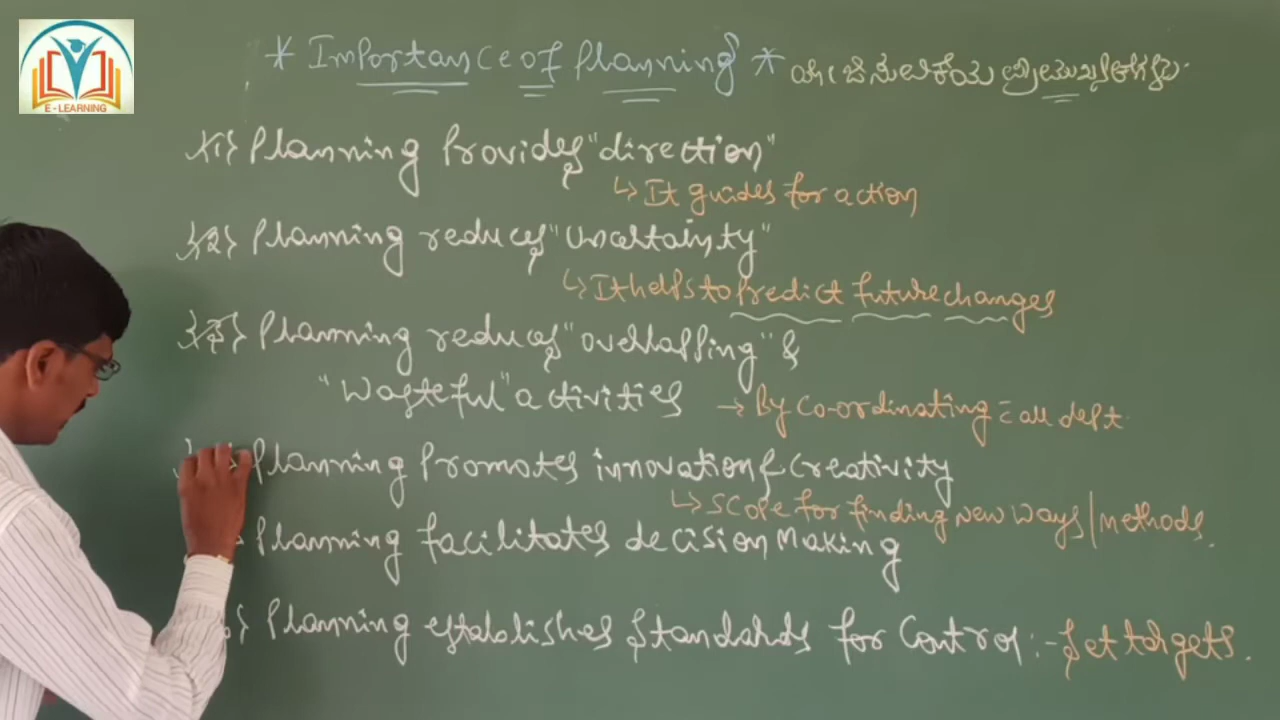 E - LEARNING
* Importance of Planning *
1} Planning Provides "direction"
↳ It guides for action
2} Planning reduces "Uncertainty"
↳ It helps to Predict future changes
3} Planning reduces "overlapping" &
"Wasteful" activities → By co-ordinating = all dept.
Planning Promotes innovation & Creativity
↳ Scope for finding New ways / methods.
Planning facilitates decision Making
} Planning establishes Standards for Control :- Set targets.